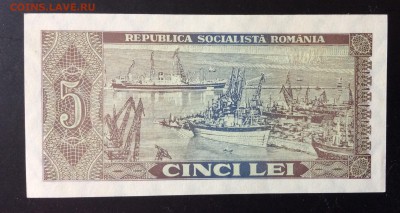 COINS.LAVE.RU
REPUBLICA SOCIALISTĂ ROMÂNIA
5
CINCI LEI